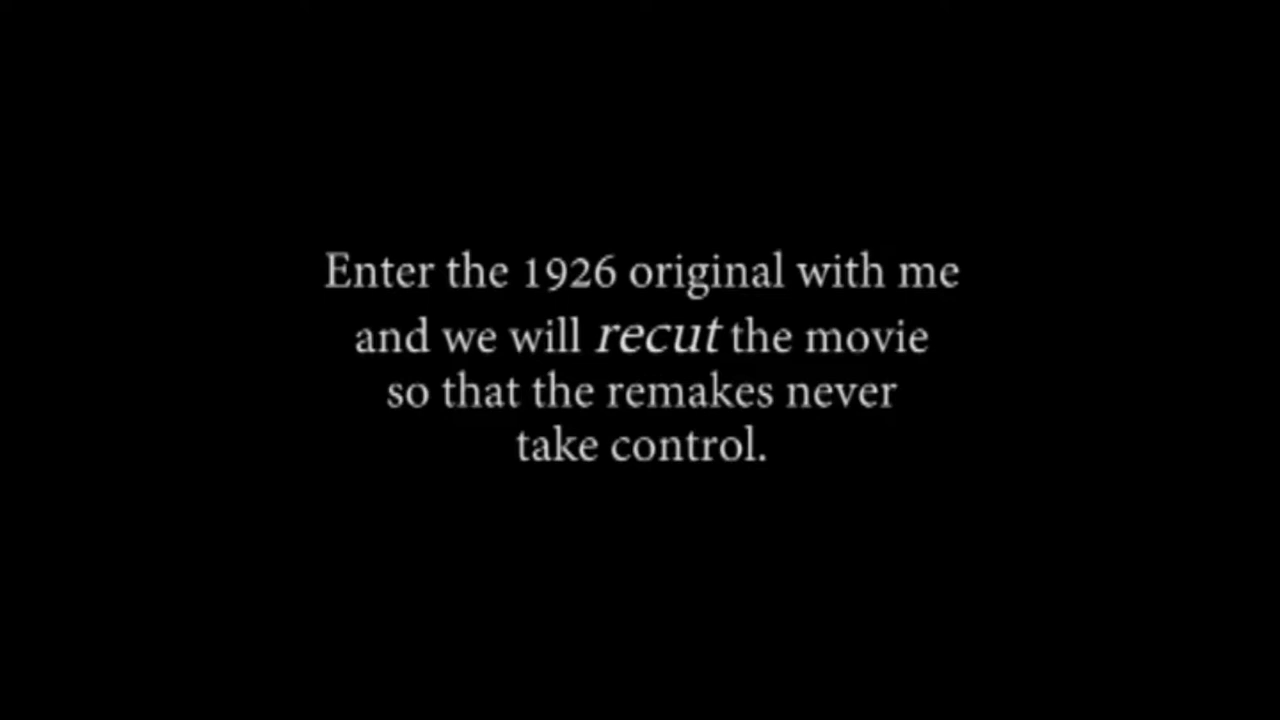 Enter the 1926 original with me
and we will recut the movie
so that the remakes never
take control.